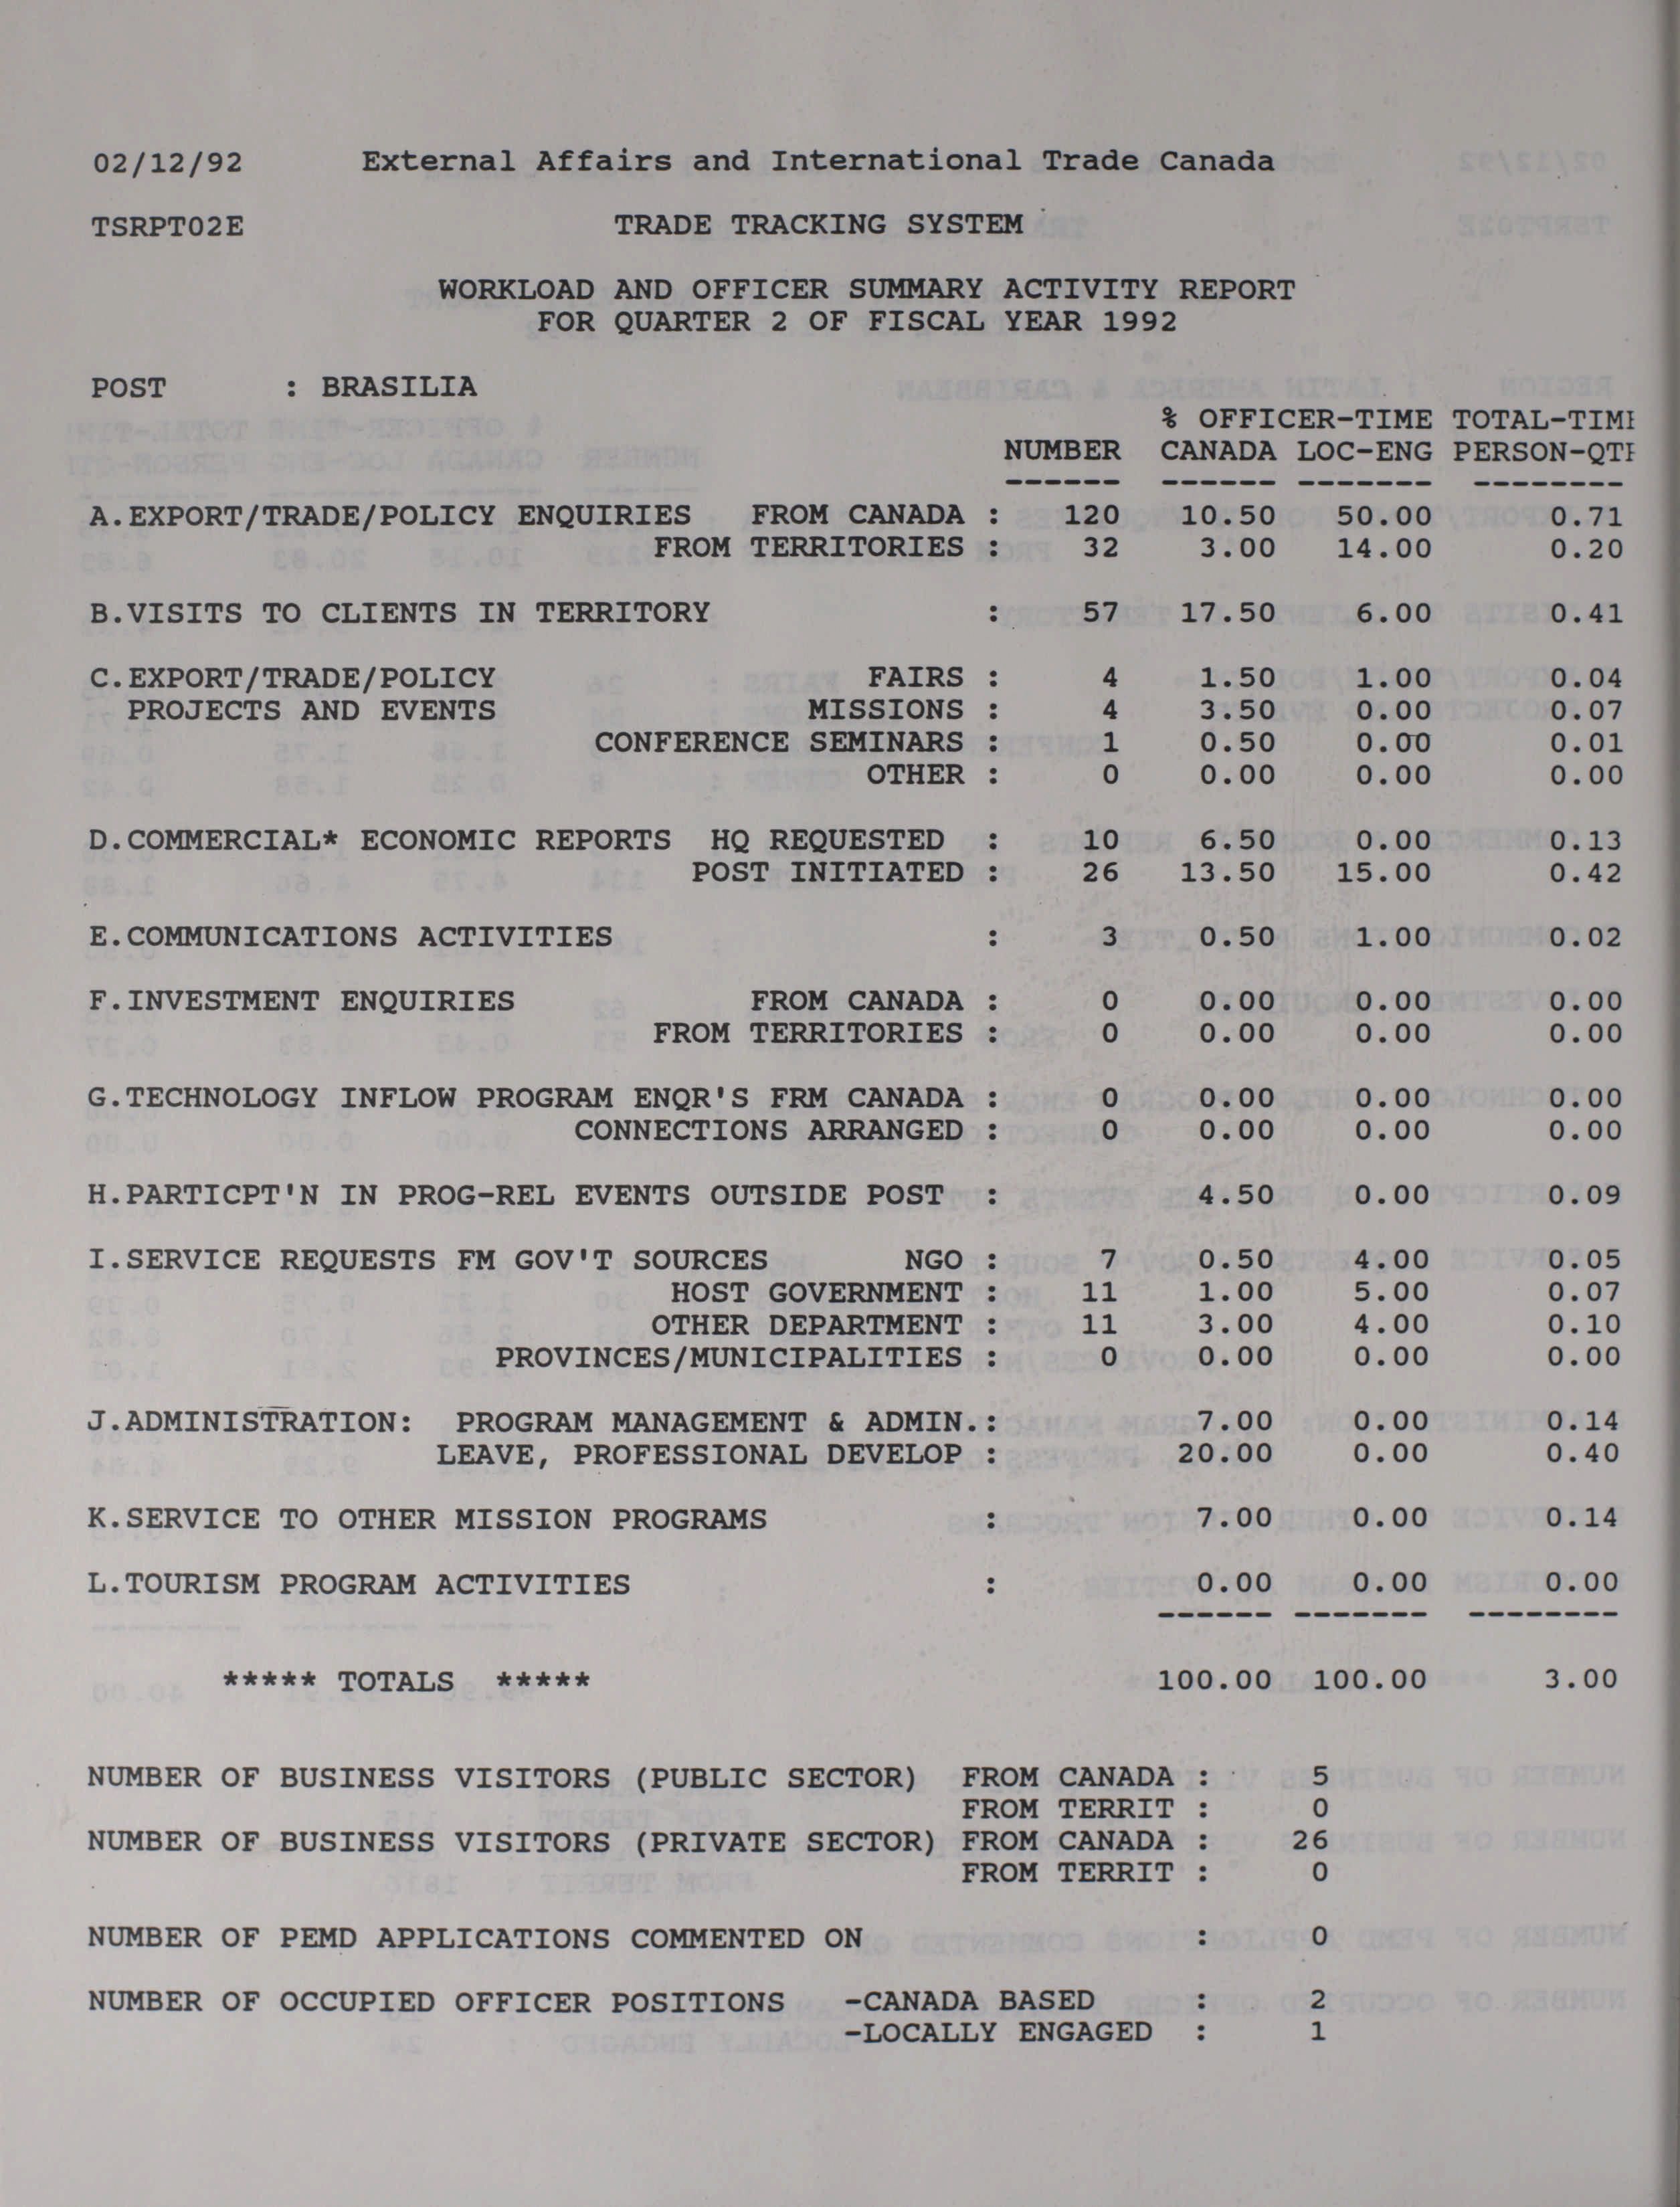 02/12/92 External Affairs and International Trade Canada
TSRPT02E TRADE TRACKING SYSTEM
WORKLOAD AND OFFICER SUMMARY ACTIVITY REPORT
FOR QUARTER 2 OF FISCAL YEAR 1992
POST : BRASILIA
% OFFICER-TIME TOTAL-TIM
NUMBER CANADA LOC-ENG PERSON-QT
------ ------ ------- --------
A.EXPORT/TRADE/POLICY ENQUIRIES FROM CANADA : 120 10.50 50.00 0.71
FROM TERRITORIES : 32 3.00 14.00 0.20
B.VISITS TO CLIENTS IN TERRITORY : 57 17.50 6.00 0.41
C.EXPORT/TRADE/POLICY FAIRS : 4 1.50 1.00 0.04
PROJECTS AND EVENTS MISSIONS : 4 3.50 0.00 0.07
CONFERENCE SEMINARS : 1 0.50 0.00 0.01
OTHER : 0 0.00 0.00 0.00
D.COMMERCIAL* ECONOMIC REPORTS HQ REQUESTED : 10 6.50 0.00 0.13
POST INITIATED : 26 13.50 15.00 0.42
E.COMMUNICATIONS ACTIVITIES : 3 0.50 1.00 0.02
F.INVESTMENT ENQUIRIES FROM CANADA : 0 0.00 0.00 0.00
FROM TERRITORIES : 0 0.00 0.00 0.00
G.TECHNOLOGY INFLOW PROGRAM ENQR'S FRM CANADA : 0 0.00 0.00 0.00
CONNECTIONS ARRANGED : 0 0.00 0.00 0.00
H.PARTICPT'N IN PROG-REL EVENTS OUTSIDE POST : 4.50 0.00 0.09
I.SERVICE REQUESTS FM GOV'T SOURCES NGO : 7 0.50 4.00 0.05
HOST GOVERNMENT : 11 1.00 5.00 0.07
OTHER DEPARTMENT : 11 3.00 4.00 0.10
PROVINCES/MUNICIPALITIES : 0 0.00 0.00 0.00
J.ADMINISTRATION: PROGRAM MANAGEMENT & ADMIN.: 7.00 0.00 0.14
LEAVE, PROFESSIONAL DEVELOP : 20.00 0.00 0.40
K.SERVICE TO OTHER MISSION PROGRAMS : 7.00 0.00 0.14
L.TOURISM PROGRAM ACTIVITIES : 0.00 0.00 0.00
------ ------- --------
***** TOTALS ***** 100.00 100.00 3.00
NUMBER OF BUSINESS VISITORS (PUBLIC SECTOR) FROM CANADA : 5
FROM TERRIT : 0
NUMBER OF BUSINESS VISITORS (PRIVATE SECTOR) FROM CANADA : 26
FROM TERRIT : 0
NUMBER OF PEMD APPLICATIONS COMMENTED ON : 0
NUMBER OF OCCUPIED OFFICER POSITIONS -CANADA BASED : 2
-LOCALLY ENGAGED : 1